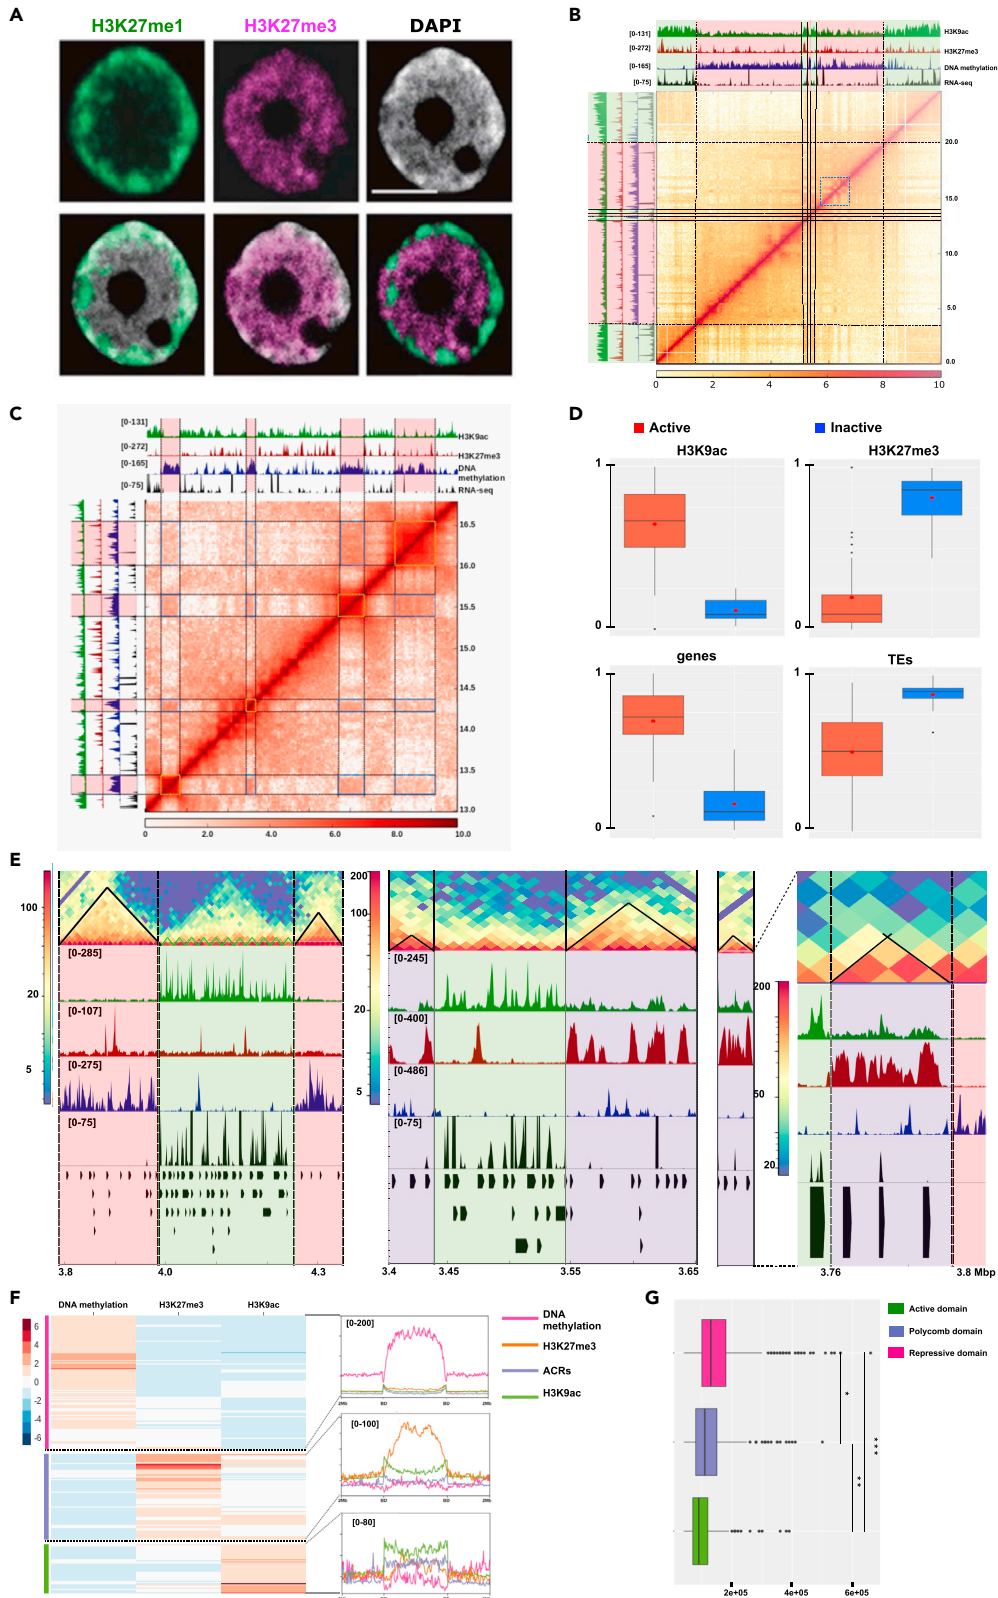 A
H3K27me1
H3K27me3
DAPI
B
[0-131]
H3K9ac
[0-272]
H3K27me3
[0-165]
DNA methylation
[0-75]
RNA-seq
20.0
15.0
10.0
5.0
0.0
0
2
4
6
8
10
C
[0-131]
H3K9ac
[0-272]
H3K27me3
[0-165]
DNA
methylation
[0-75]
RNA-seq
16.5
16.0
15.5
15.0
14.5
14.0
13.5
13.0
0
2.0
4.0
6.0
8.0
10.0
D
Active
Inactive
H3K9ac
H3K27me3
1
1
0
0
genes
TEs
1
1
0
0
E
100
20
5
[0-285]
[0-107]
[0-275]
[0-75]
3.8
4.0
4.3
200
100
20
5
[0-245]
[0-400]
[0-486]
[0-75]
3.4
3.45
3.55
3.65
200
50
20
3.76
3.8 Mbp
F
DNA methylation
H3K27me3
H3K9ac
6
4
2
0
-2
-4
-6
[0-200]
[0-100]
[0-80]
DNA
methylation
H3K27me3
ACRs
H3K9ac
G
*
***
**
2e+05
4e+05
6e+05
Active domain
Polycomb domain
Repressive domain